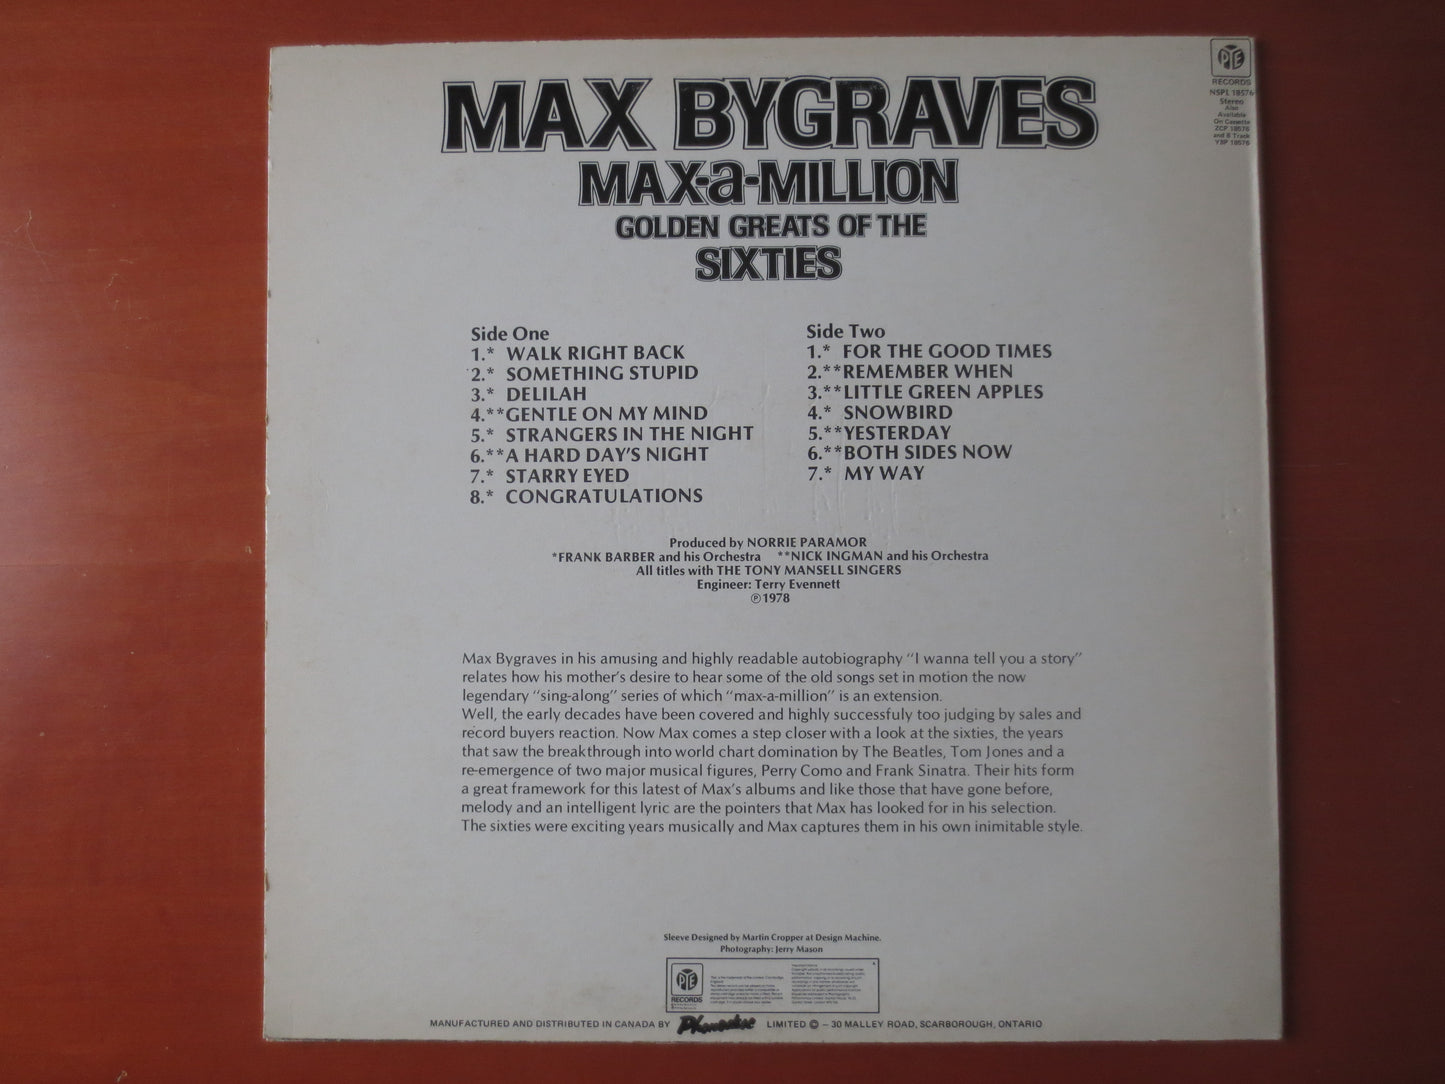 MAX BYGRAVES
MAX-a-MILLION
GOLDEN GREATS OF THE
SIXTIES
PYE
RECORDS
NSPL 18576
Stereo
Also
Available
On Cassette
ZCP 18576
and 8 Track
Y8P 18576
Side One
1.* WALK RIGHT BACK
2.* SOMETHING STUPID
3.* DELILAH
4.**GENTLE ON MY MIND
5.* STRANGERS IN THE NIGHT
6.**A HARD DAY'S NIGHT
7.* STARRY EYED
8.* CONGRATULATIONS
Side Two
1.* FOR THE GOOD TIMES
2.**REMEMBER WHEN
3.**LITTLE GREEN APPLES
4.* SNOWBIRD
5.**YESTERDAY
6.**BOTH SIDES NOW
7.* MY WAY
Produced by NORRIE PARAMOR
*FRANK BARBER and his Orchestra **NICK INGMAN and his Orchestra
All titles with THE TONY MANSELL SINGERS
Engineer: Terry Evennett
℗1978
Max Bygraves in his amusing and highly readable autobiography "I wanna tell you a story"
relates how his mother's desire to hear some of the old songs set in motion the now
legendary "sing-along" series of which "max-a-million" is an extension.
Well, the early decades have been covered and highly successfuly too judging by sales and
record buyers reaction. Now Max comes a step closer with a look at the sixties, the years
that saw the breakthrough into world chart domination by The Beatles, Tom Jones and a
re-emergence of two major musical figures, Perry Como and Frank Sinatra. Their hits form
a great framework for this latest of Max's albums and like those that have gone before,
melody and an intelligent lyric are the pointers that Max has looked for in his selection.
The sixties were exciting years musically and Max captures them in his own inimitable style.
Sleeve Designed by Martin Cropper at Design Machine.
Photography: Jerry Mason
PYE
RECORDS
MANUFACTURED AND DISTRIBUTED IN CANADA BY Phonodisc LIMITED © – 30 MALLEY ROAD, SCARBOROUGH, ONTARIO